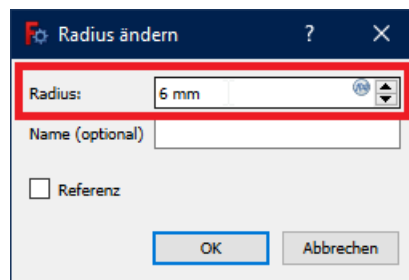 Radius ändern
Radius: 6 mm
Name (optional)
Referenz
OK Abbrechen